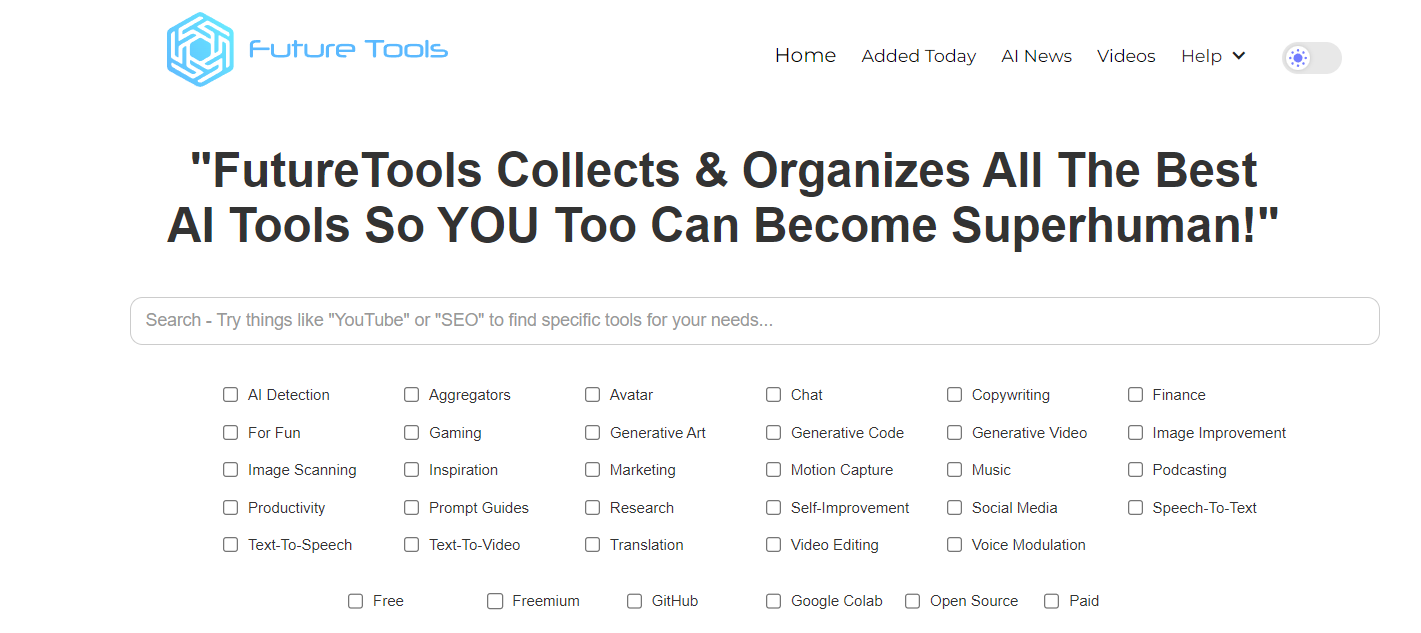 Future Tools
Home Added Today AI News Videos Help
"FutureTools Collects & Organizes All The Best
AI Tools So YOU Too Can Become Superhuman!"
Search - Try things like "YouTube" or "SEO" to find specific tools for your needs...
AI Detection Aggregators Avatar Chat Copywriting Finance
For Fun Gaming Generative Art Generative Code Generative Video Image Improvement
Image Scanning Inspiration Marketing Motion Capture Music Podcasting
Productivity Prompt Guides Research Self-Improvement Social Media Speech-To-Text
Text-To-Speech Text-To-Video Translation Video Editing Voice Modulation
Free Freemium GitHub Google Colab Open Source Paid